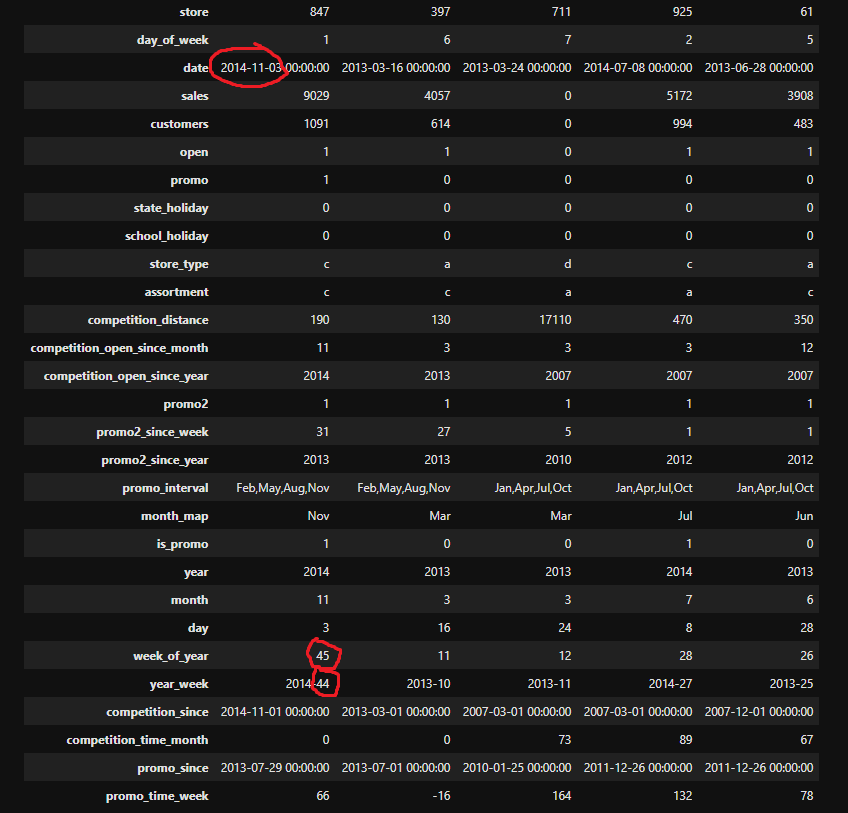 store 847 397 711 925 61
day_of_week 1 6 7 2 5
date 2014-11-03 00:00:00 2013-03-16 00:00:00 2013-03-24 00:00:00 2014-07-08 00:00:00 2013-06-28 00:00:00
sales 9029 4057 0 5172 3908
customers 1091 614 0 994 483
open 1 1 0 1 1
promo 1 0 0 0 0
state_holiday 0 0 0 0 0
school_holiday 0 0 0 0 0
store_type c a d c a
assortment c c a a c
competition_distance 190 130 17110 470 350
competition_open_since_month 11 3 3 3 12
competition_open_since_year 2014 2013 2007 2007 2007
promo2 1 1 1 1 1
promo2_since_week 31 27 5 1 1
promo2_since_year 2013 2013 2010 2012 2012
promo_interval Feb,May,Aug,Nov Feb,May,Aug,Nov Jan,Apr,Jul,Oct Jan,Apr,Jul,Oct Jan,Apr,Jul,Oct
month_map Nov Mar Mar Jul Jun
is_promo 1 0 0 1 0
year 2014 2013 2013 2014 2013
month 11 3 3 7 6
day 3 16 24 8 28
week_of_year 45 11 12 28 26
year_week 2014-44 2013-10 2013-11 2014-27 2013-25
competition_since 2014-11-01 00:00:00 2013-03-01 00:00:00 2007-03-01 00:00:00 2007-03-01 00:00:00 2007-12-01 00:00:00
competition_time_month 0 0 73 89 67
promo_since 2013-07-29 00:00:00 2013-07-01 00:00:00 2010-01-25 00:00:00 2011-12-26 00:00:00 2011-12-26 00:00:00
promo_time_week 66 -16 164 132 78